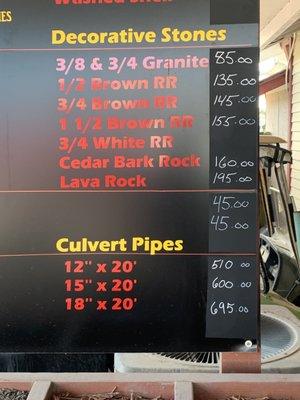 Washed Shell
Decorative Stones
3/8 & 3/4 Granite 85.00
1/2 Brown RR 135.00
3/4 Brown RR 145.00
1 1/2 Brown RR 155.00
3/4 White RR
Cedar Bark Rock 160.00
Lava Rock 195.00
45.00
45.00
Culvert Pipes
12" x 20' 510 00
15" x 20' 600.00
18" x 20' 695.00